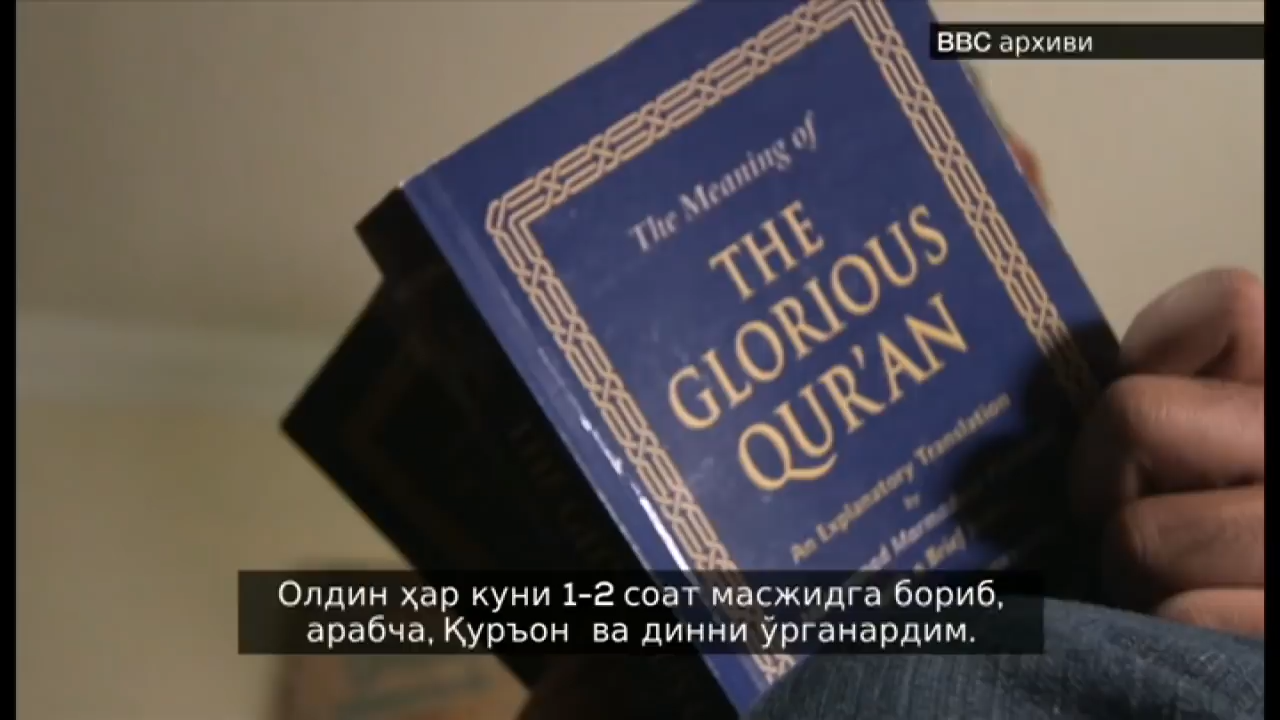 BBC архиви
The Meaning of
THE
GLORIOUS
QUR'AN
An Explanatory Translation
by
Brief
Олдин ҳар куни 1-2 соат масжидга бориб,
арабча, Қуръон ва динни ўрганардим.